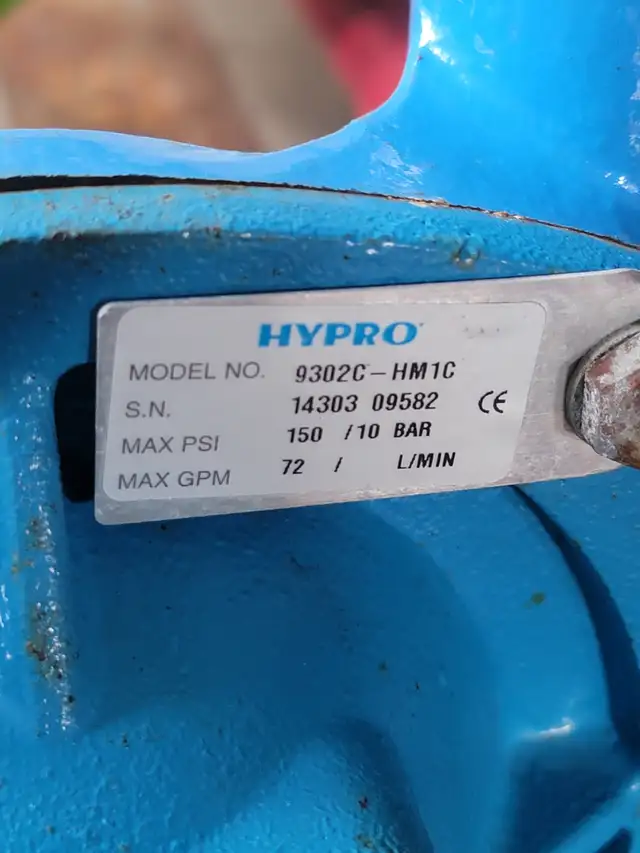 HYPRO
MODEL NO. 9302C-HM1C
S.N. 14303 09582 CE
MAX PSI 150 /10 BAR
MAX GPM 72 / L/MIN